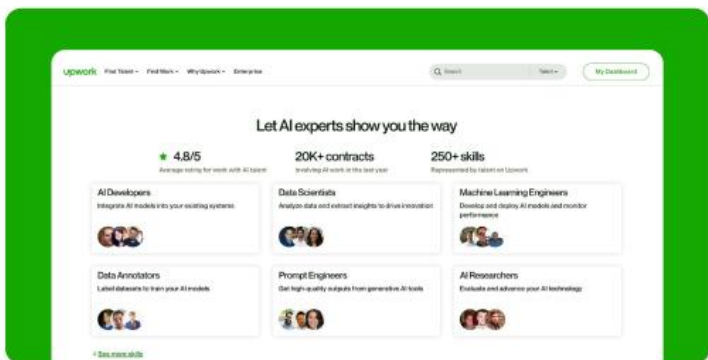 upwork Find Talent Find Work Why Upwork Enterprise Search Talent My Dashboard
Let AI experts show you the way
4.8/5 20K+ contracts 250+ skills
Average rating for work with AI talent Involving AI work in the last year Represented by talent on Upwork
AI Developers
Integrate AI models into your existing systems
Data Scientists
Analyze data and extract insights to drive innovation
Machine Learning Engineers
Develop and deploy AI models and monitor
performance
Data Annotators
Label datasets to train your AI models
Prompt Engineers
Get high-quality outputs from generative AI tools
AI Researchers
Evaluate and advance your AI technology
+ See more skills